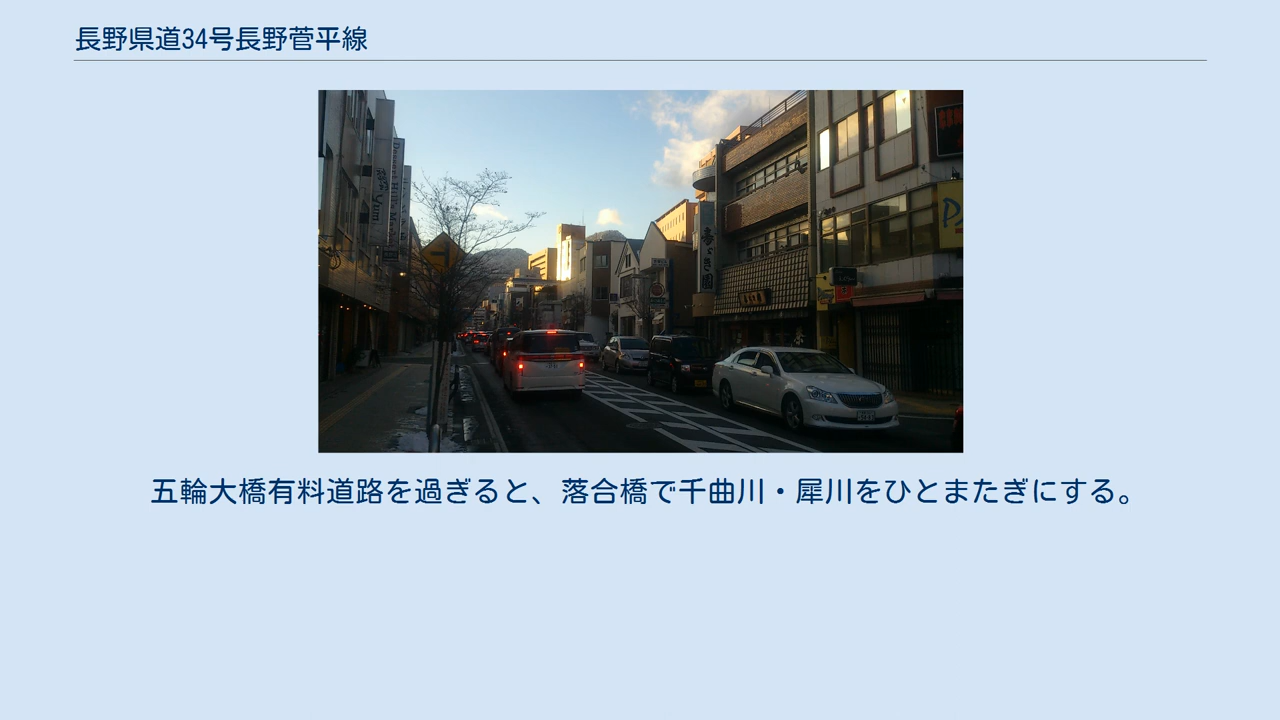 長野県道34号長野菅平線
Yumi
五輪大橋有料道路を過ぎると、落合橋で千曲川・犀川をひとまたぎにする。